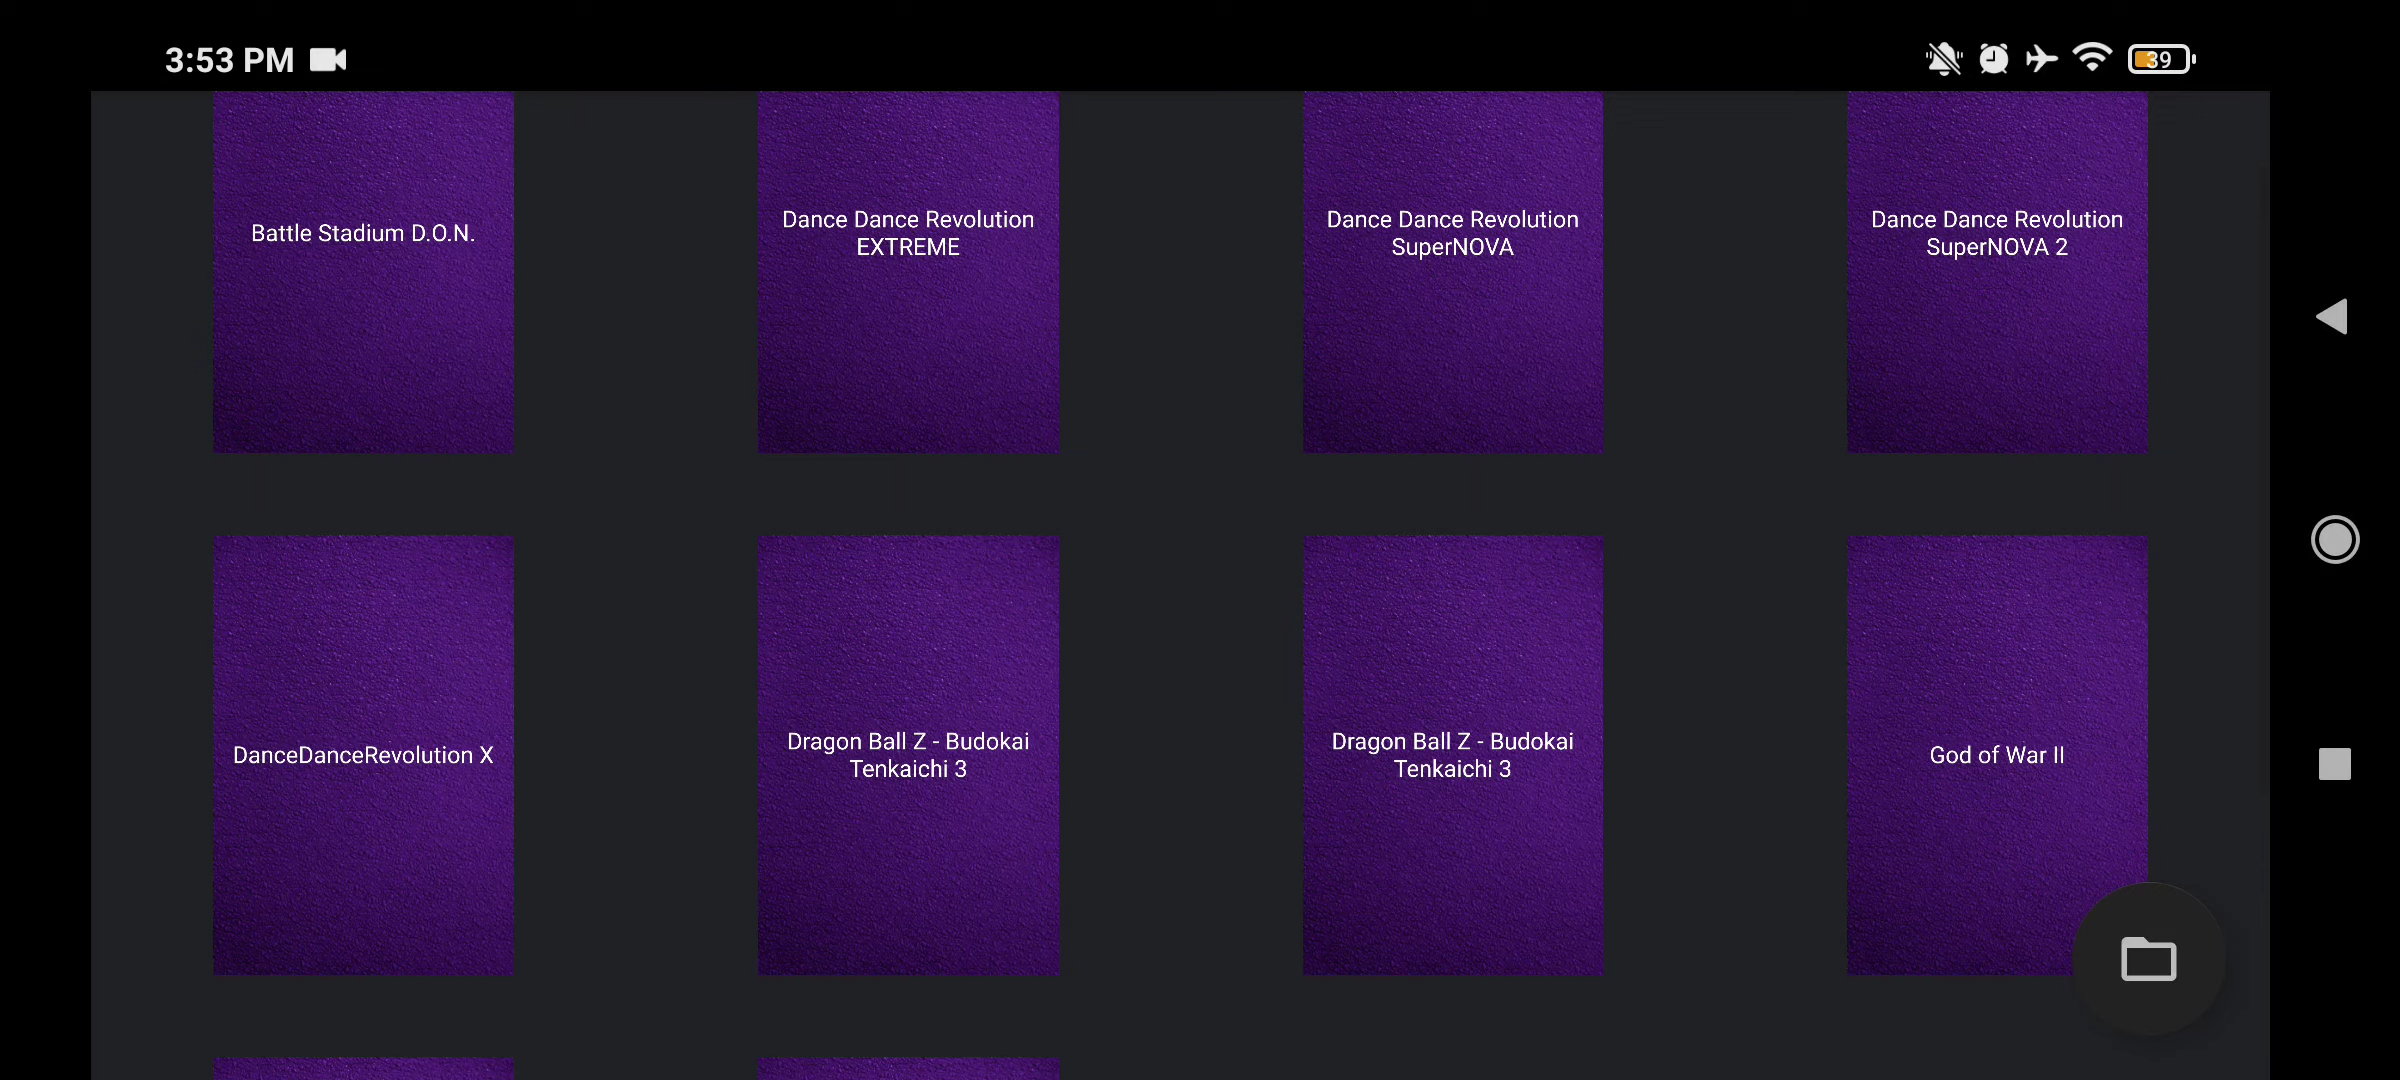 3:53 PM
39
Battle Stadium D.O.N.
Dance Dance Revolution
EXTREME
Dance Dance Revolution
SuperNOVA
Dance Dance Revolution
SuperNOVA 2
DanceDanceRevolution X
Dragon Ball Z - Budokai
Tenkaichi 3
Dragon Ball Z - Budokai
Tenkaichi 3
God of War II